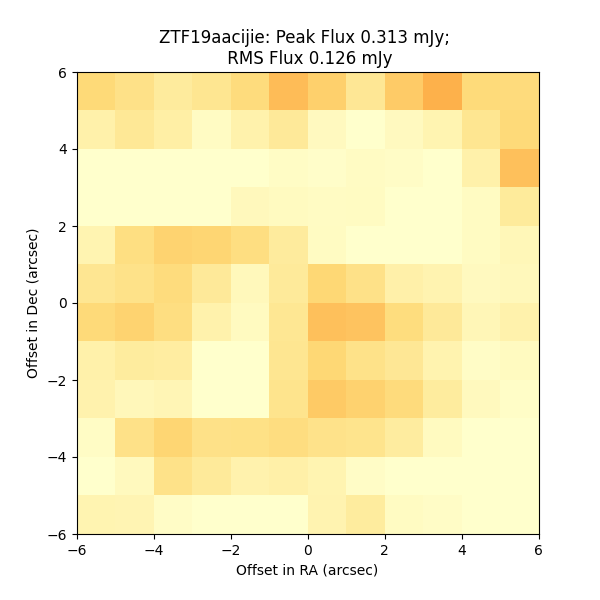 ZTF19aacijie: Peak Flux 0.313 mJy;
RMS Flux 0.126 mJy
6
4
2
0
−2
−4
−6
Offset in Dec (arcsec)
−6 −4 −2 0 2 4 6
Offset in RA (arcsec)